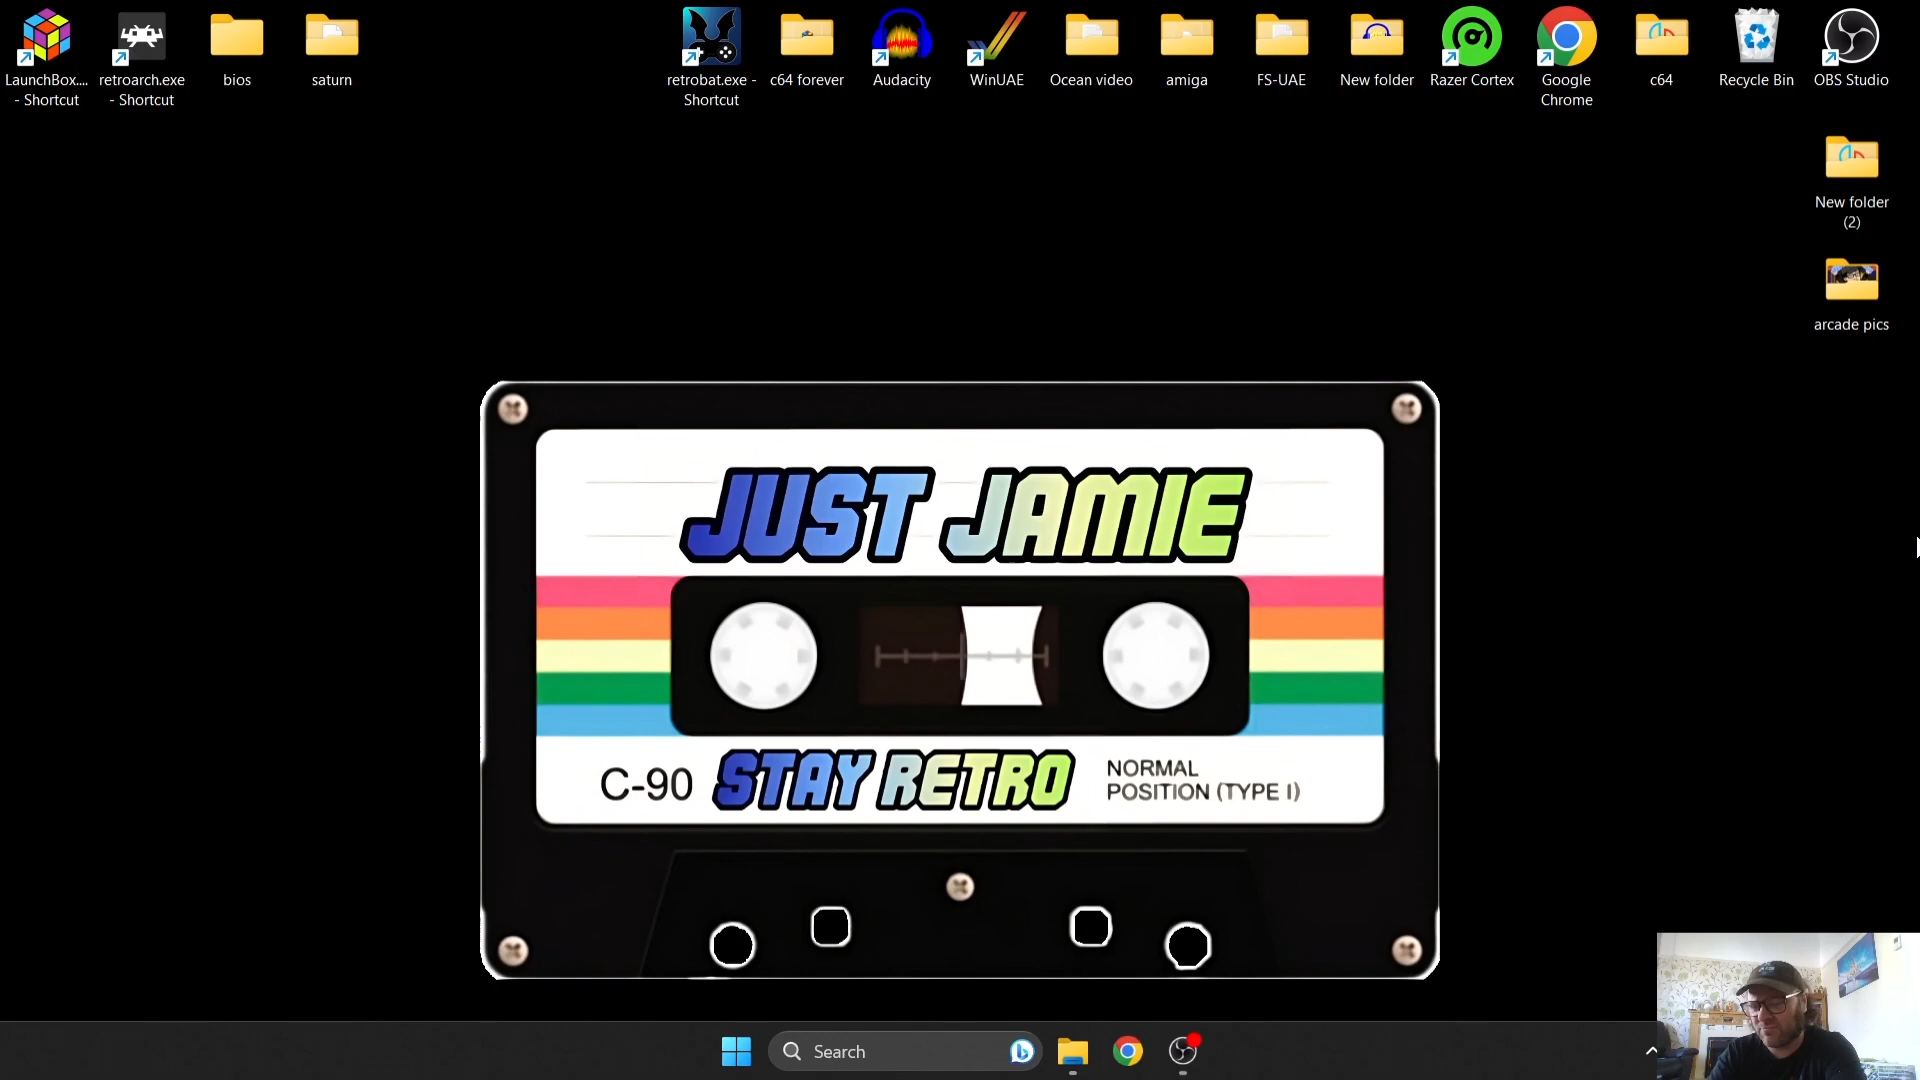 LaunchBox.... - Shortcut
retroarch.exe - Shortcut
bios
saturn
retrobat.exe - Shortcut
c64 forever
Audacity
WinUAE
Ocean video
amiga
FS-UAE
New folder
Razer Cortex
Google Chrome
c64
Recycle Bin
OBS Studio
New folder (2)
arcade pics
JUST JAMIE
C-90
STAY RETRO
NORMAL
POSITION (TYPE I)
Search